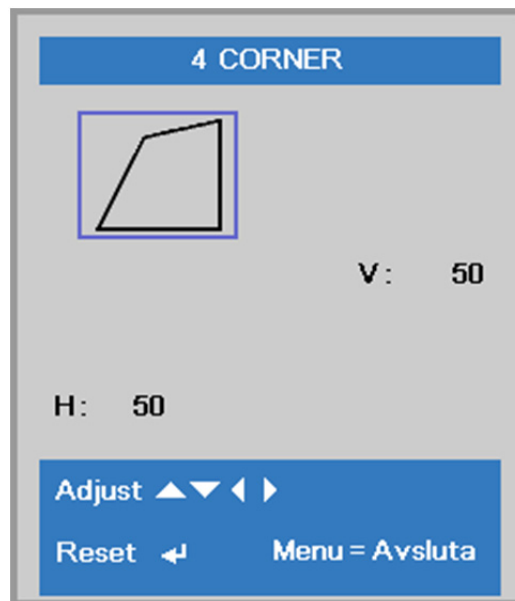 4 CORNER
V: 50
H: 50
Adjust ▲▼◀▶
Reset ↵ Menu = Avsluta